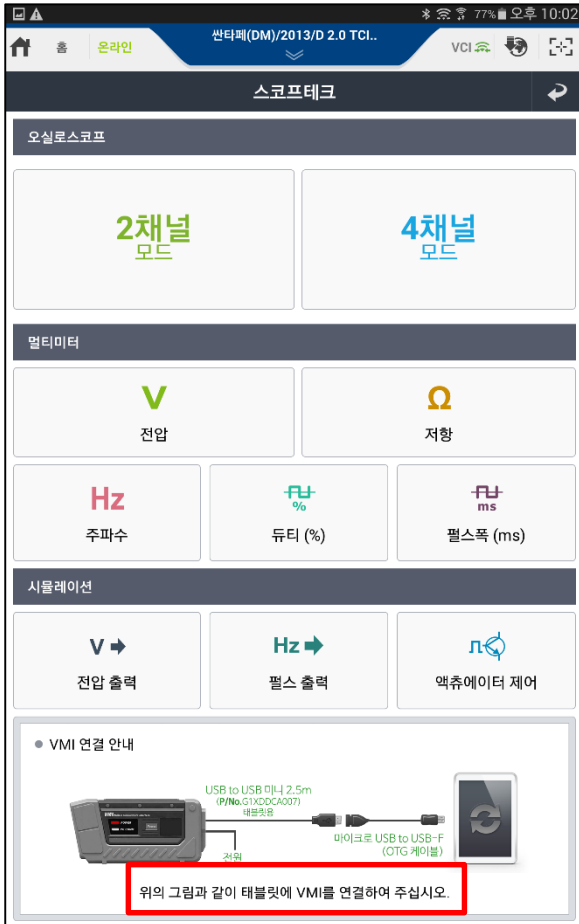 77% 오후 10:02
홈 온라인 싼타페(DM)/2013/D 2.0 TCI.. VCI
스코프테크
오실로스코프
2채널
모드
4채널
모드
멀티미터
V
전압
Ω
저항
Hz
주파수
%
듀티 (%)
ms
펄스폭 (ms)
시뮬레이션
V
전압 출력
Hz
펄스 출력
액츄에이터 제어
VMI 연결 안내
USB to USB 미니 2.5m
(P/No.G1XDDCA007)
태블릿용
마이크로 USB to USB-F
(OTG 케이블)
전원
위의 그림과 같이 태블릿에 VMI를 연결하여 주십시오.